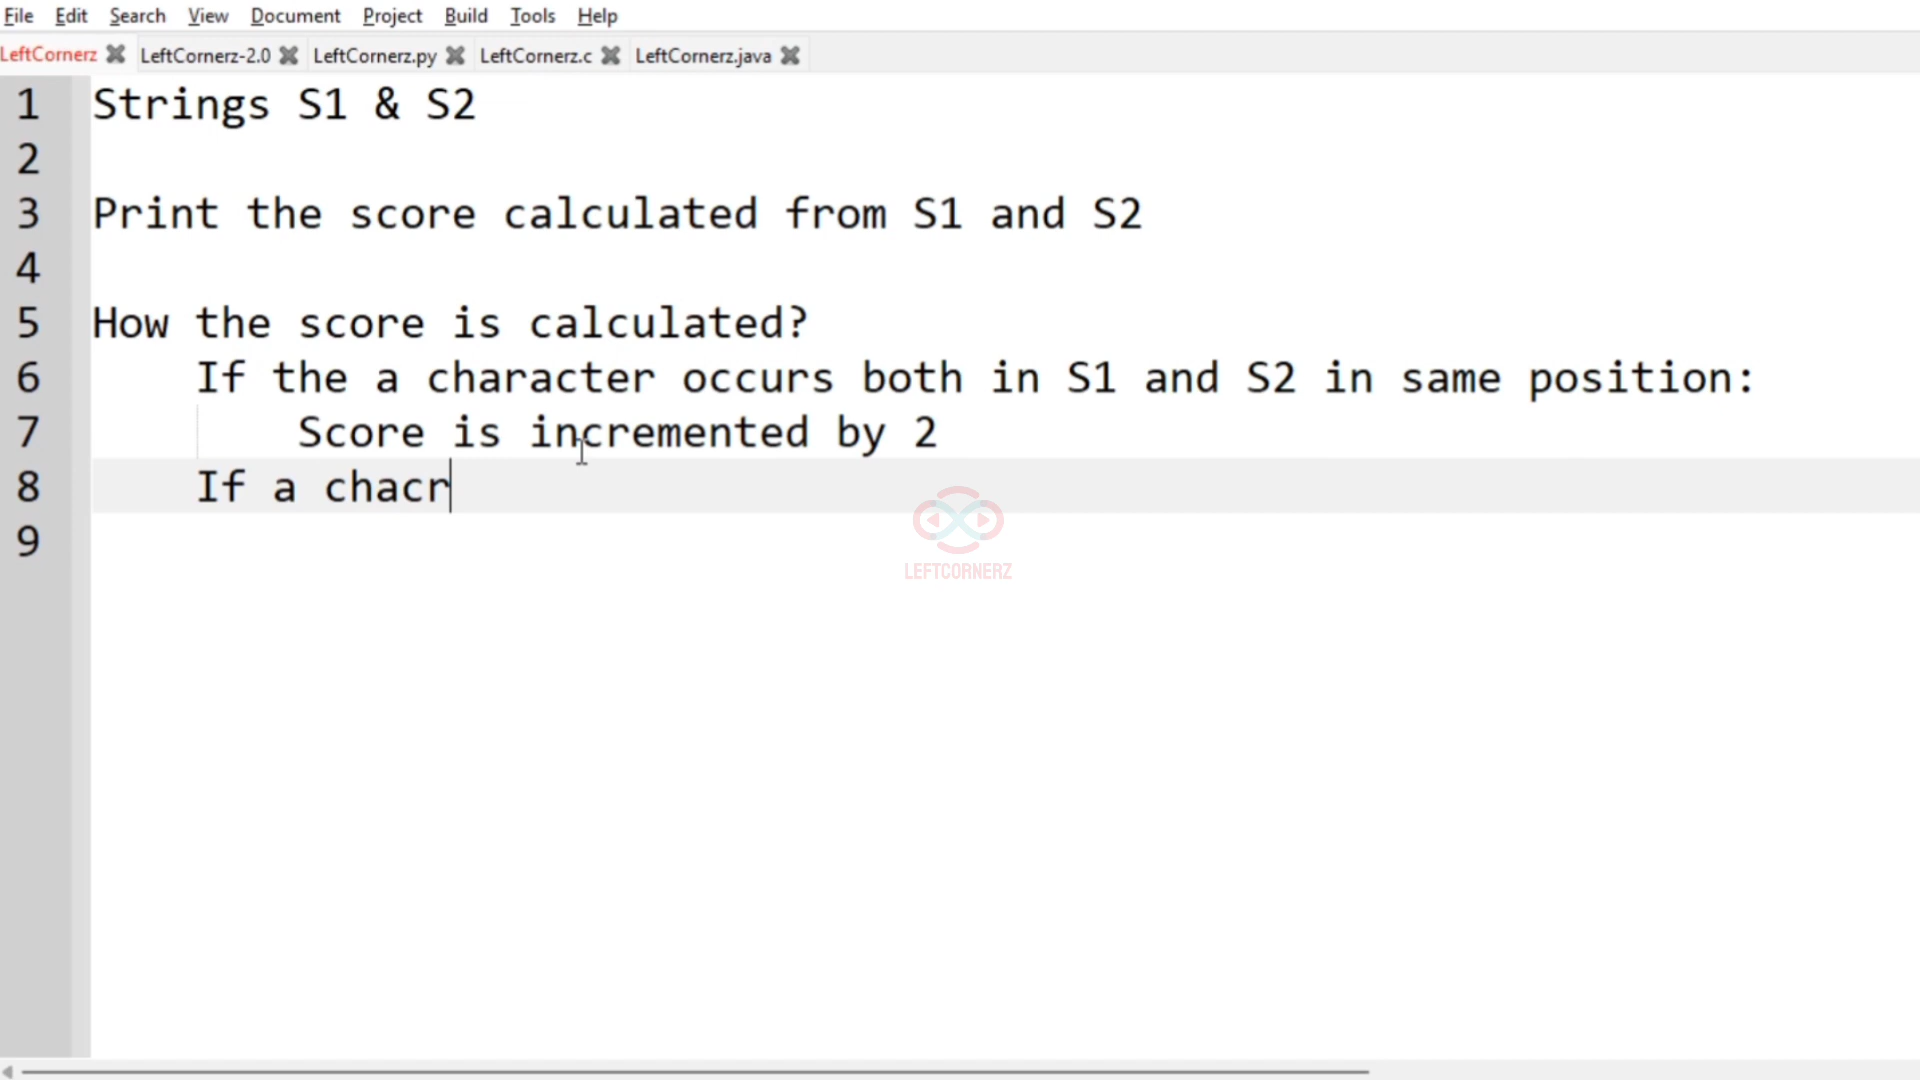 File Edit Search View Document Project Build Tools Help
LeftCornerz LeftCornerz-2.0 LeftCornerz.py LeftCornerz.c LeftCornerz.java
1 Strings S1 & S2
2
3 Print the score calculated from S1 and S2
4
5 How the score is calculated?
6 If the a character occurs both in S1 and S2 in same position:
7 Score is incremented by 2
8 If a chacr
9
LEFTCORNERZ